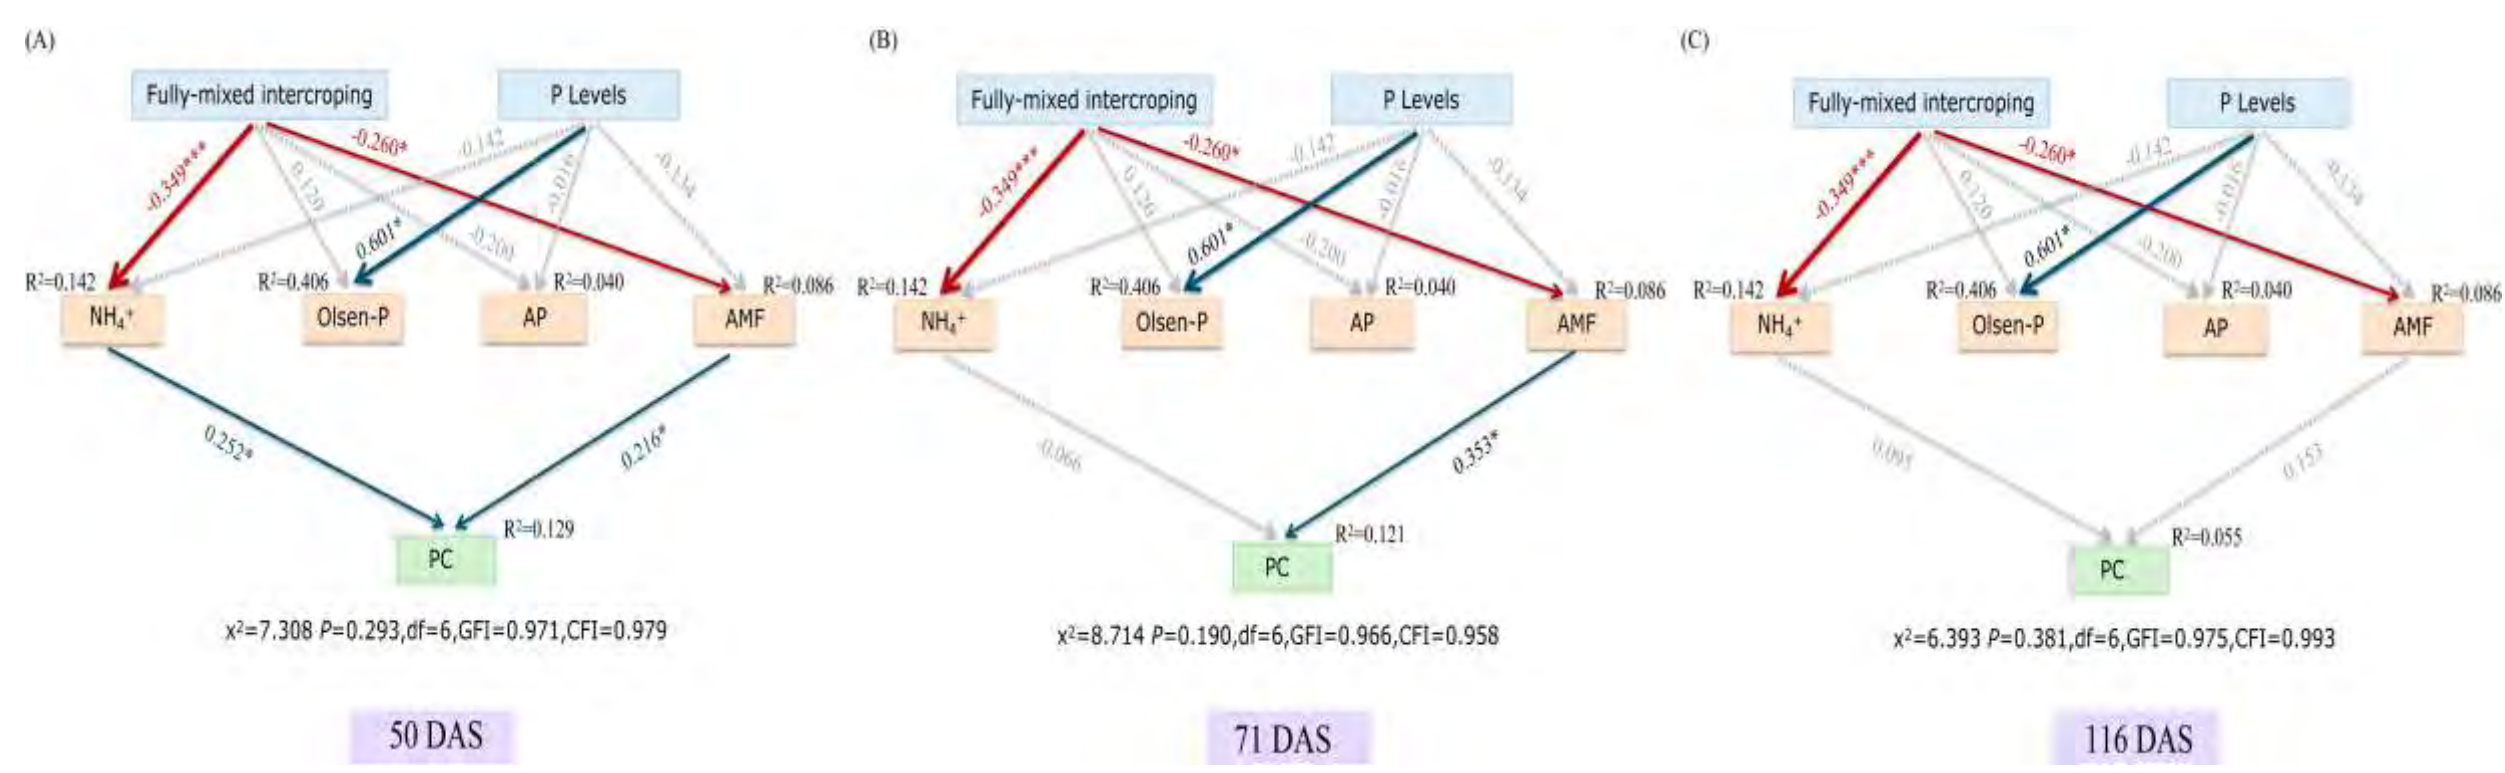 (A)
Fully-mixed intercroping
P Levels
-0.349***
0.120
-0.260*
-0.142
-0.016
-0.134
0.601*
-0.200
R²=0.142
R²=0.406
R²=0.040
R²=0.086
NH₄⁺
Olsen-P
AP
AMF
0.252*
0.216*
R²=0.129
PC
x²=7.308 P=0.293,df=6,GFI=0.971,CFI=0.979
50 DAS
(B)
Fully-mixed intercroping
P Levels
-0.349***
0.120
-0.260*
-0.142
-0.016
-0.134
0.601*
-0.200
R²=0.142
R²=0.406
R²=0.040
R²=0.086
NH₄⁺
Olsen-P
AP
AMF
-0.066
0.353*
R²=0.121
PC
x²=8.714 P=0.190,df=6,GFI=0.966,CFI=0.958
71 DAS
(C)
Fully-mixed intercroping
P Levels
-0.349***
0.120
-0.260*
-0.142
-0.016
-0.134
0.601*
-0.200
R²=0.142
R²=0.406
R²=0.040
R²=0.086
NH₄⁺
Olsen-P
AP
AMF
0.095
0.153
R²=0.055
PC
x²=6.393 P=0.381,df=6,GFI=0.975,CFI=0.993
116 DAS